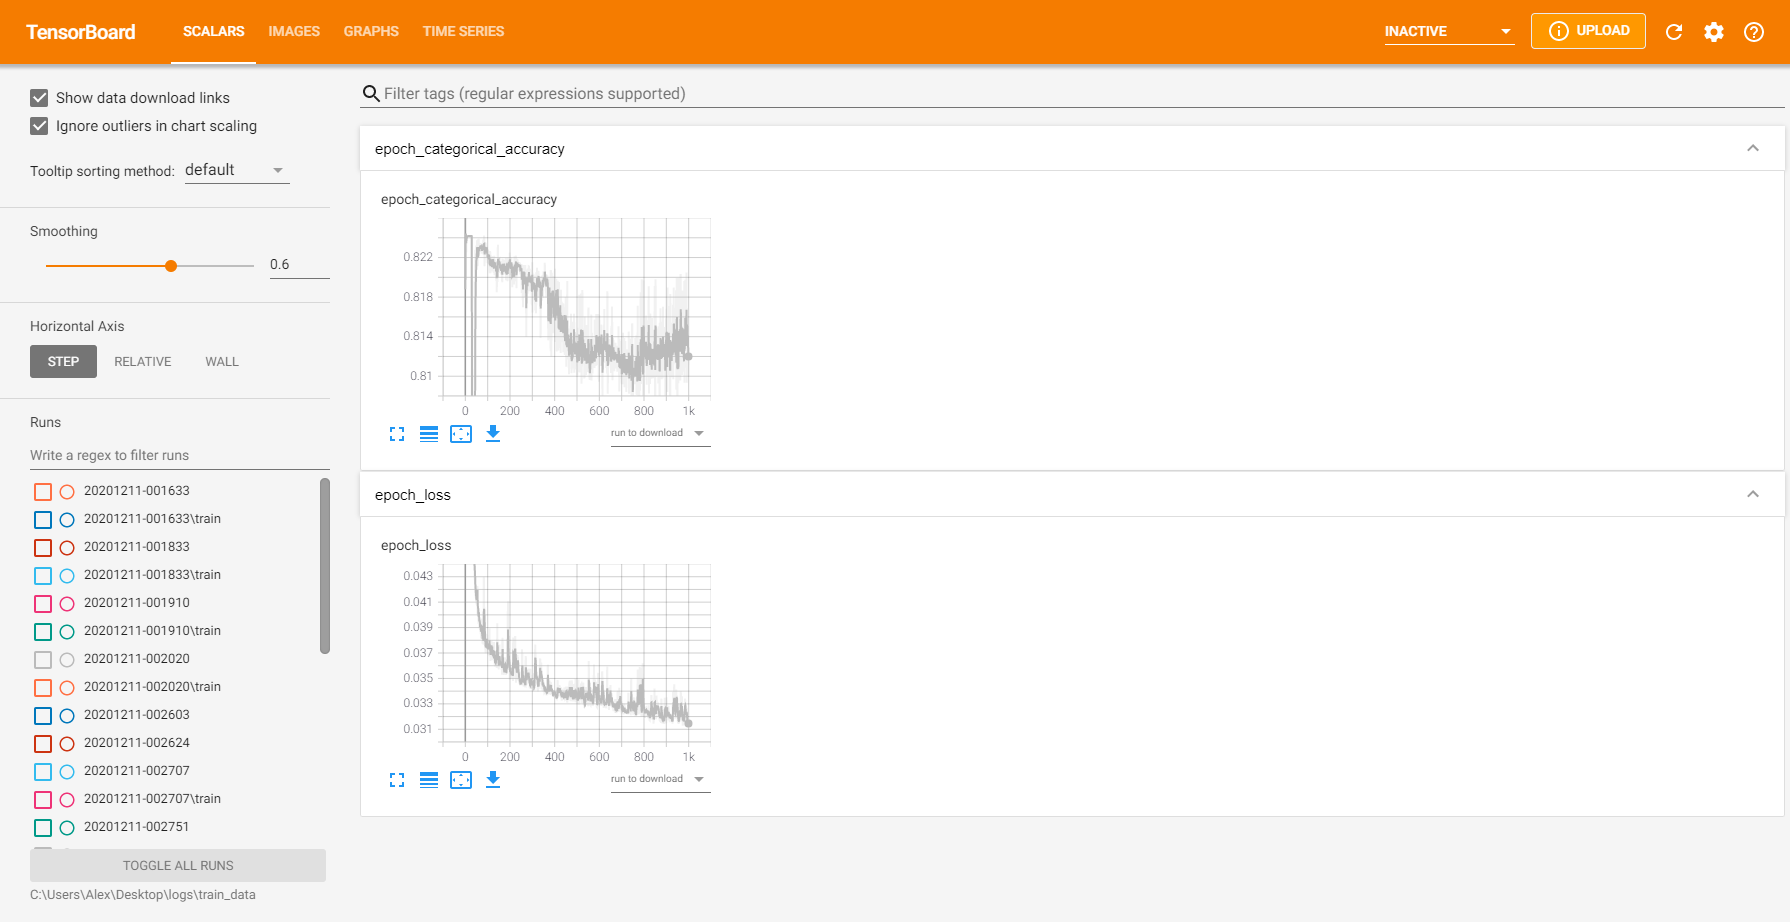 TensorBoard SCALARS IMAGES GRAPHS TIME SERIES INACTIVE UPLOAD
Show data download links
Ignore outliers in chart scaling
Tooltip sorting method: default
Smoothing
0.6
Horizontal Axis
STEP RELATIVE WALL
Runs
Write a regex to filter runs
20201211-001633
20201211-001633\train
20201211-001833
20201211-001833\train
20201211-001910
20201211-001910\train
20201211-002020
20201211-002020\train
20201211-002603
20201211-002624
20201211-002707
20201211-002707\train
20201211-002751
TOGGLE ALL RUNS
C:\Users\Alex\Desktop\logs\train_data
Filter tags (regular expressions supported)
epoch_categorical_accuracy
epoch_categorical_accuracy
0.822
0.818
0.814
0.81
0 200 400 600 800 1k
run to download
epoch_loss
epoch_loss
0.043
0.041
0.039
0.037
0.035
0.033
0.031
0 200 400 600 800 1k
run to download